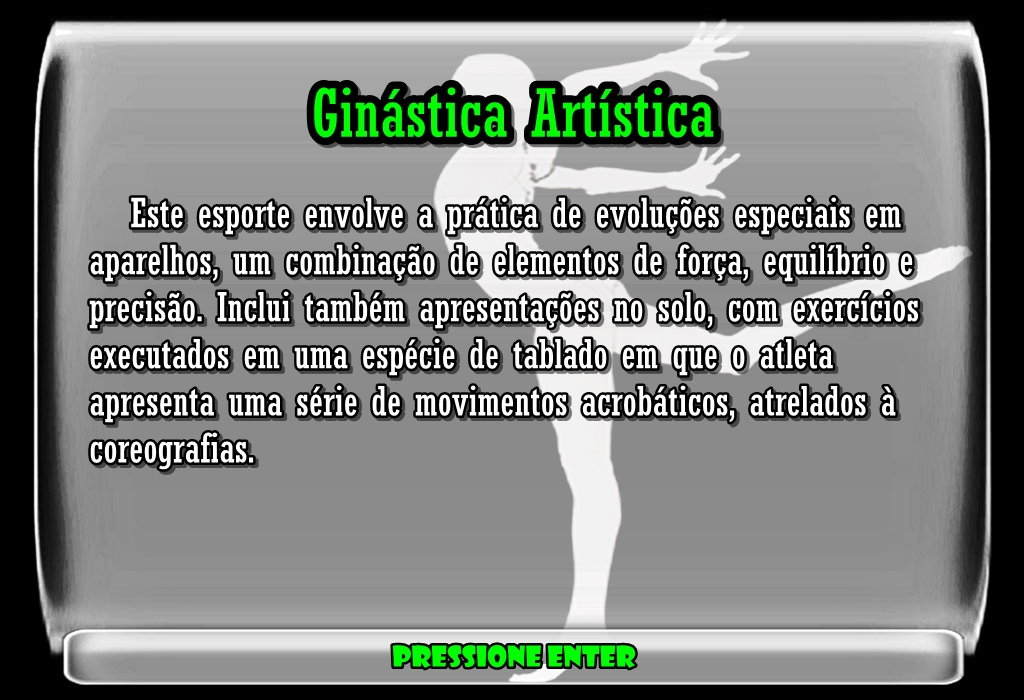 Ginástica Artística
Este esporte envolve a prática de evoluções especiais em
aparelhos, um combinação de elementos de força, equilíbrio e
precisão. Inclui também apresentações no solo, com exercícios
executados em uma espécie de tablado em que o atleta
apresenta uma série de movimentos acrobáticos, atrelados à
coreografias.
PRESSIONE ENTER